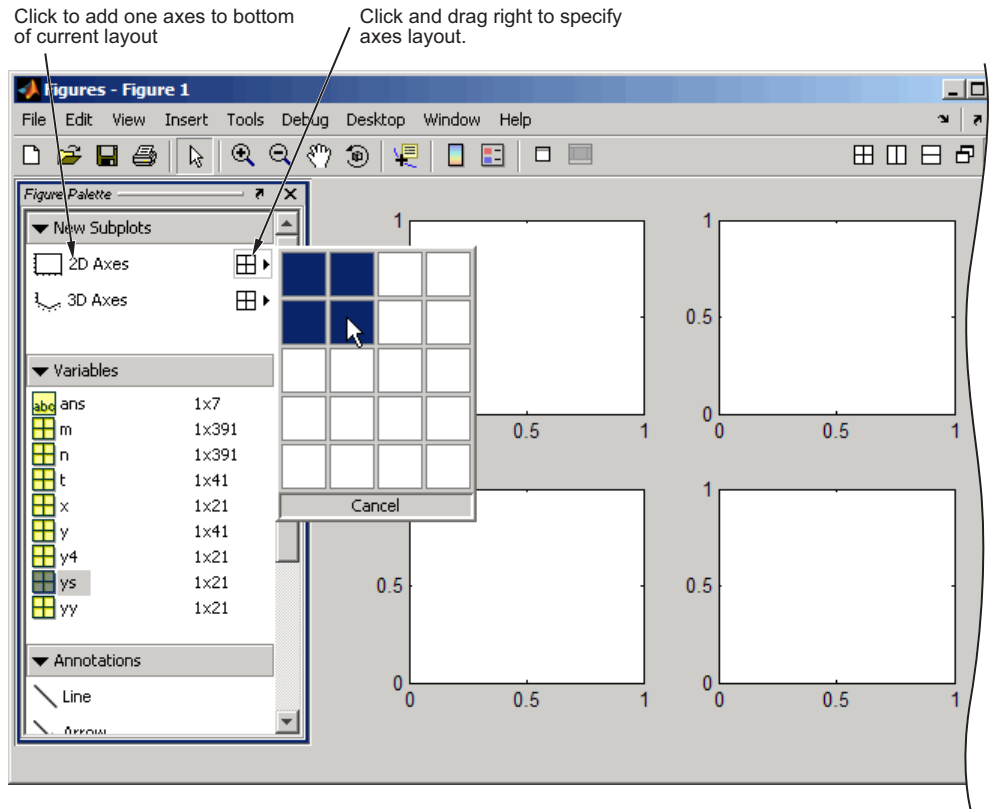 Click to add one axes to bottom
of current layout
Click and drag right to specify
axes layout.
Figures - Figure 1
File Edit View Insert Tools Debug Desktop Window Help
Figure Palette
New Subplots
2D Axes
3D Axes
Cancel
Variables
abc ans 1x7
m 1x391
n 1x391
t 1x41
x 1x21
y 1x41
y4 1x21
ys 1x21
yy 1x21
Annotations
Line
Arrow
1
0.5 1
1
0.5
0
0 0.5 1
0.5
0
0 0.5 1
1
0.5
0
0 0.5 1